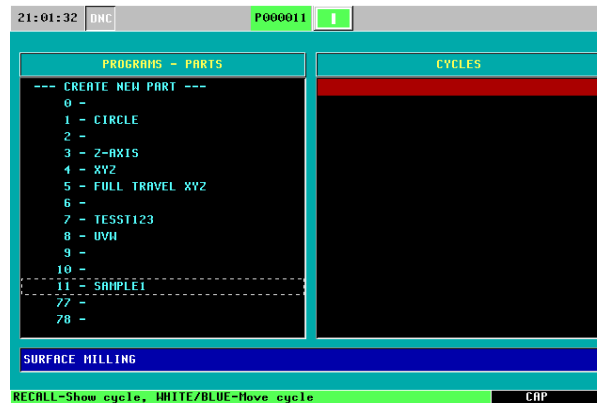 21:01:32 DNC P000011
PROGRAMS - PARTS
--- CREATE NEW PART ---
0 -
1 - CIRCLE
2 -
3 - Z-AXIS
4 - XYZ
5 - FULL TRAVEL XYZ
6 -
7 - TESST123
8 - UVW
9 -
10 -
11 - SAMPLE1
77 -
78 -
CYCLES
SURFACE MILLING
RECALL-Show cycle, WHITE/BLUE-Move cycle
CAP